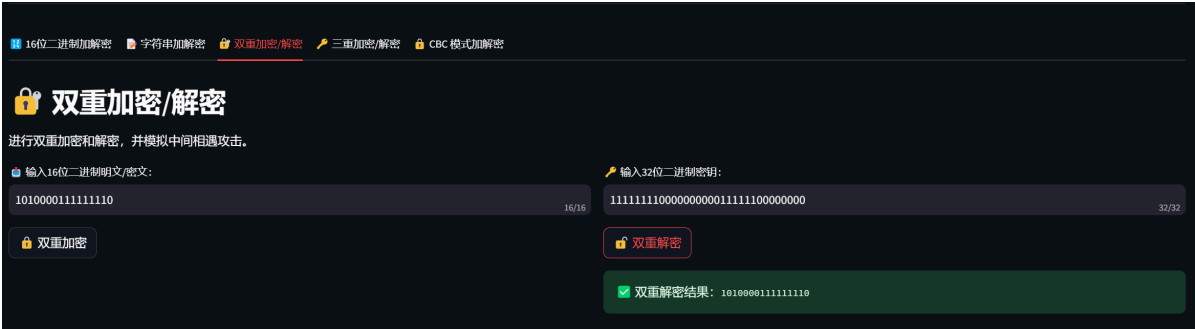 16位二进制加解密 字符串加解密 双重加密/解密 三重加密/解密 CBC 模式加解密
双重加密/解密
进行双重加密和解密，并模拟中间相遇攻击。
输入16位二进制明文/密文： 输入32位二进制密钥：
1010000111111110 16/16 11111111000000000011111100000000 32/32
双重加密 双重解密
双重解密结果： 1010000111111110